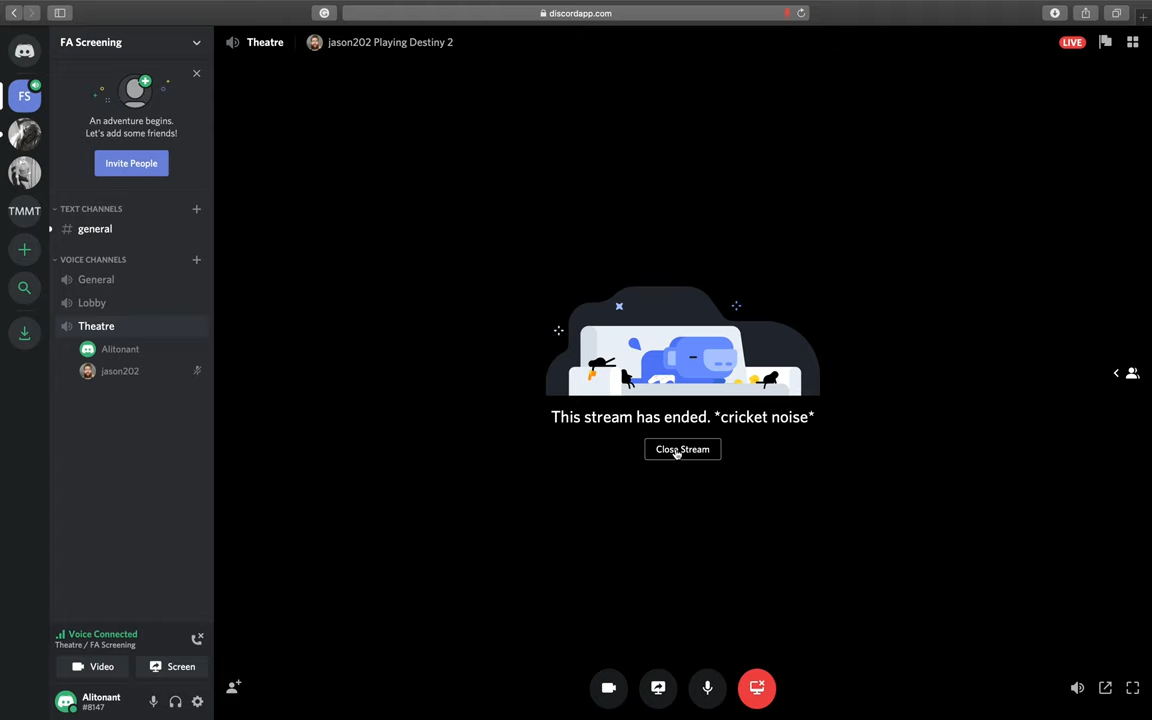 discordapp.com
FA Screening
Theatre
jason202 Playing Destiny 2
LIVE
FS
An adventure begins.
Let's add some friends!
Invite People
TEXT CHANNELS
general
TMMT
VOICE CHANNELS
General
Lobby
Theatre
Alitonant
jason202
This stream has ended. *cricket noise*
Close Stream
Voice Connected
Theatre / FA Screening
Video
Screen
Alitonant
#8147